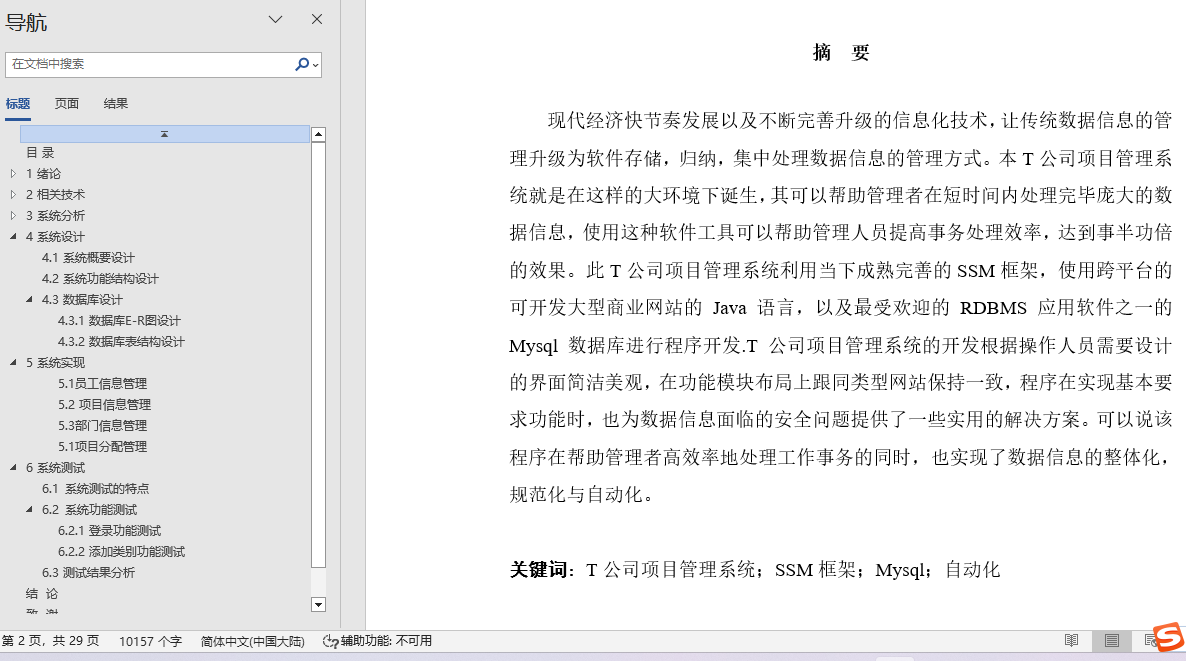 导航
在文档中搜索
标题 页面 结果
目 录
1 绪论
2 相关技术
3 系统分析
4 系统设计
4.1 系统概要设计
4.2 系统功能结构设计
4.3 数据库设计
4.3.1 数据库E-R图设计
4.3.2 数据库表结构设计
5 系统实现
5.1员工信息管理
5.2 项目信息管理
5.3部门信息管理
5.1项目分配管理
6 系统测试
6.1 系统测试的特点
6.2 系统功能测试
6.2.1 登录功能测试
6.2.2 添加类别功能测试
6.3 测试结果分析
结 论
致 谢
摘 要
现代经济快节奏发展以及不断完善升级的信息化技术，让传统数据信息的管
理升级为软件存储，归纳，集中处理数据信息的管理方式。本 T 公司项目管理系
统就是在这样的大环境下诞生，其可以帮助管理者在短时间内处理完毕庞大的数
据信息，使用这种软件工具可以帮助管理人员提高事务处理效率，达到事半功倍
的效果。此 T 公司项目管理系统利用当下成熟完善的 SSM 框架，使用跨平台的
可开发大型商业网站的 Java 语言，以及最受欢迎的 RDBMS 应用软件之一的
Mysql 数据库进行程序开发.T 公司项目管理系统的开发根据操作人员需要设计
的界面简洁美观，在功能模块布局上跟同类型网站保持一致，程序在实现基本要
求功能时，也为数据信息面临的安全问题提供了一些实用的解决方案。可以说该
程序在帮助管理者高效率地处理工作事务的同时，也实现了数据信息的整体化，
规范化与自动化。
关键词：T 公司项目管理系统；SSM 框架；Mysql；自动化
第 2 页，共 29 页 10157 个字 简体中文(中国大陆) 辅助功能: 不可用